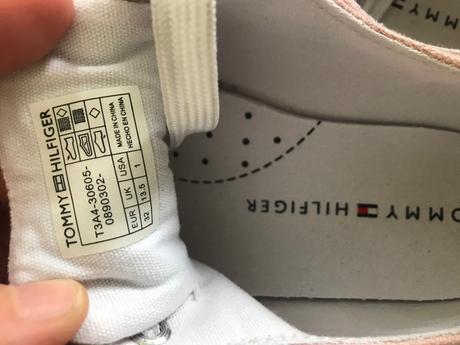 TOMMY HILFIGER
T3A4-30605-
0890302-
MADE IN CHINA
HECHO EN CHINA
EUR UK USA
32 13.5 1
TOMMY HILFIGER
TOMMY